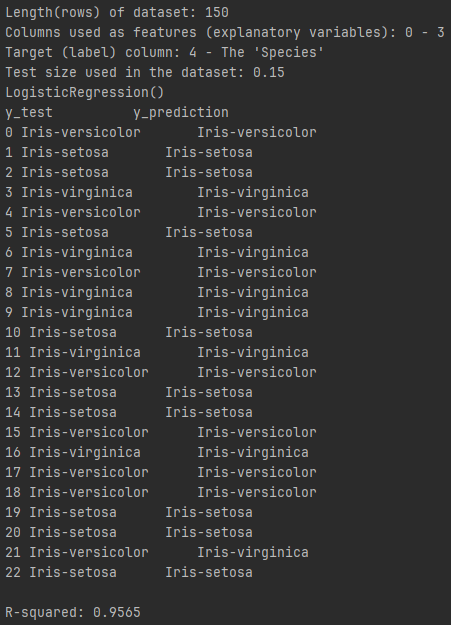 Length(rows) of dataset: 150
Columns used as features (explanatory variables): 0 - 3
Target (label) column: 4 - The 'Species'
Test size used in the dataset: 0.15
LogisticRegression()
y_test y_prediction
0 Iris-versicolor Iris-versicolor
1 Iris-setosa Iris-setosa
2 Iris-setosa Iris-setosa
3 Iris-virginica Iris-virginica
4 Iris-versicolor Iris-versicolor
5 Iris-setosa Iris-setosa
6 Iris-virginica Iris-virginica
7 Iris-versicolor Iris-versicolor
8 Iris-virginica Iris-virginica
9 Iris-virginica Iris-virginica
10 Iris-setosa Iris-setosa
11 Iris-virginica Iris-virginica
12 Iris-versicolor Iris-versicolor
13 Iris-setosa Iris-setosa
14 Iris-setosa Iris-setosa
15 Iris-versicolor Iris-versicolor
16 Iris-virginica Iris-virginica
17 Iris-versicolor Iris-versicolor
18 Iris-versicolor Iris-versicolor
19 Iris-setosa Iris-setosa
20 Iris-setosa Iris-setosa
21 Iris-versicolor Iris-virginica
22 Iris-setosa Iris-setosa
R-squared: 0.9565